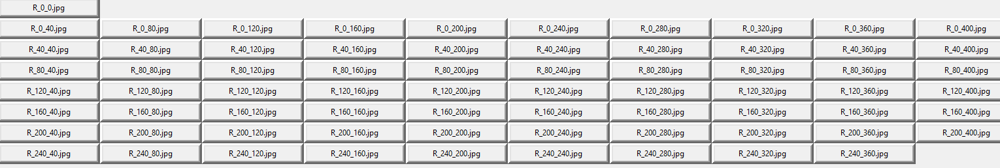 R_0_0.jpg
R_0_40.jpg R_0_80.jpg R_0_120.jpg R_0_160.jpg R_0_200.jpg R_0_240.jpg R_0_280.jpg R_0_320.jpg R_0_360.jpg R_0_400.jpg
R_40_40.jpg R_40_80.jpg R_40_120.jpg R_40_160.jpg R_40_200.jpg R_40_240.jpg R_40_280.jpg R_40_320.jpg R_40_360.jpg R_40_400.jpg
R_80_40.jpg R_80_80.jpg R_80_120.jpg R_80_160.jpg R_80_200.jpg R_80_240.jpg R_80_280.jpg R_80_320.jpg R_80_360.jpg R_80_400.jpg
R_120_40.jpg R_120_80.jpg R_120_120.jpg R_120_160.jpg R_120_200.jpg R_120_240.jpg R_120_280.jpg R_120_320.jpg R_120_360.jpg R_120_400.jpg
R_160_40.jpg R_160_80.jpg R_160_120.jpg R_160_160.jpg R_160_200.jpg R_160_240.jpg R_160_280.jpg R_160_320.jpg R_160_360.jpg R_160_400.jpg
R_200_40.jpg R_200_80.jpg R_200_120.jpg R_200_160.jpg R_200_200.jpg R_200_240.jpg R_200_280.jpg R_200_320.jpg R_200_360.jpg R_200_400.jpg
R_240_40.jpg R_240_80.jpg R_240_120.jpg R_240_160.jpg R_240_200.jpg R_240_240.jpg R_240_280.jpg R_240_320.jpg R_240_360.jpg